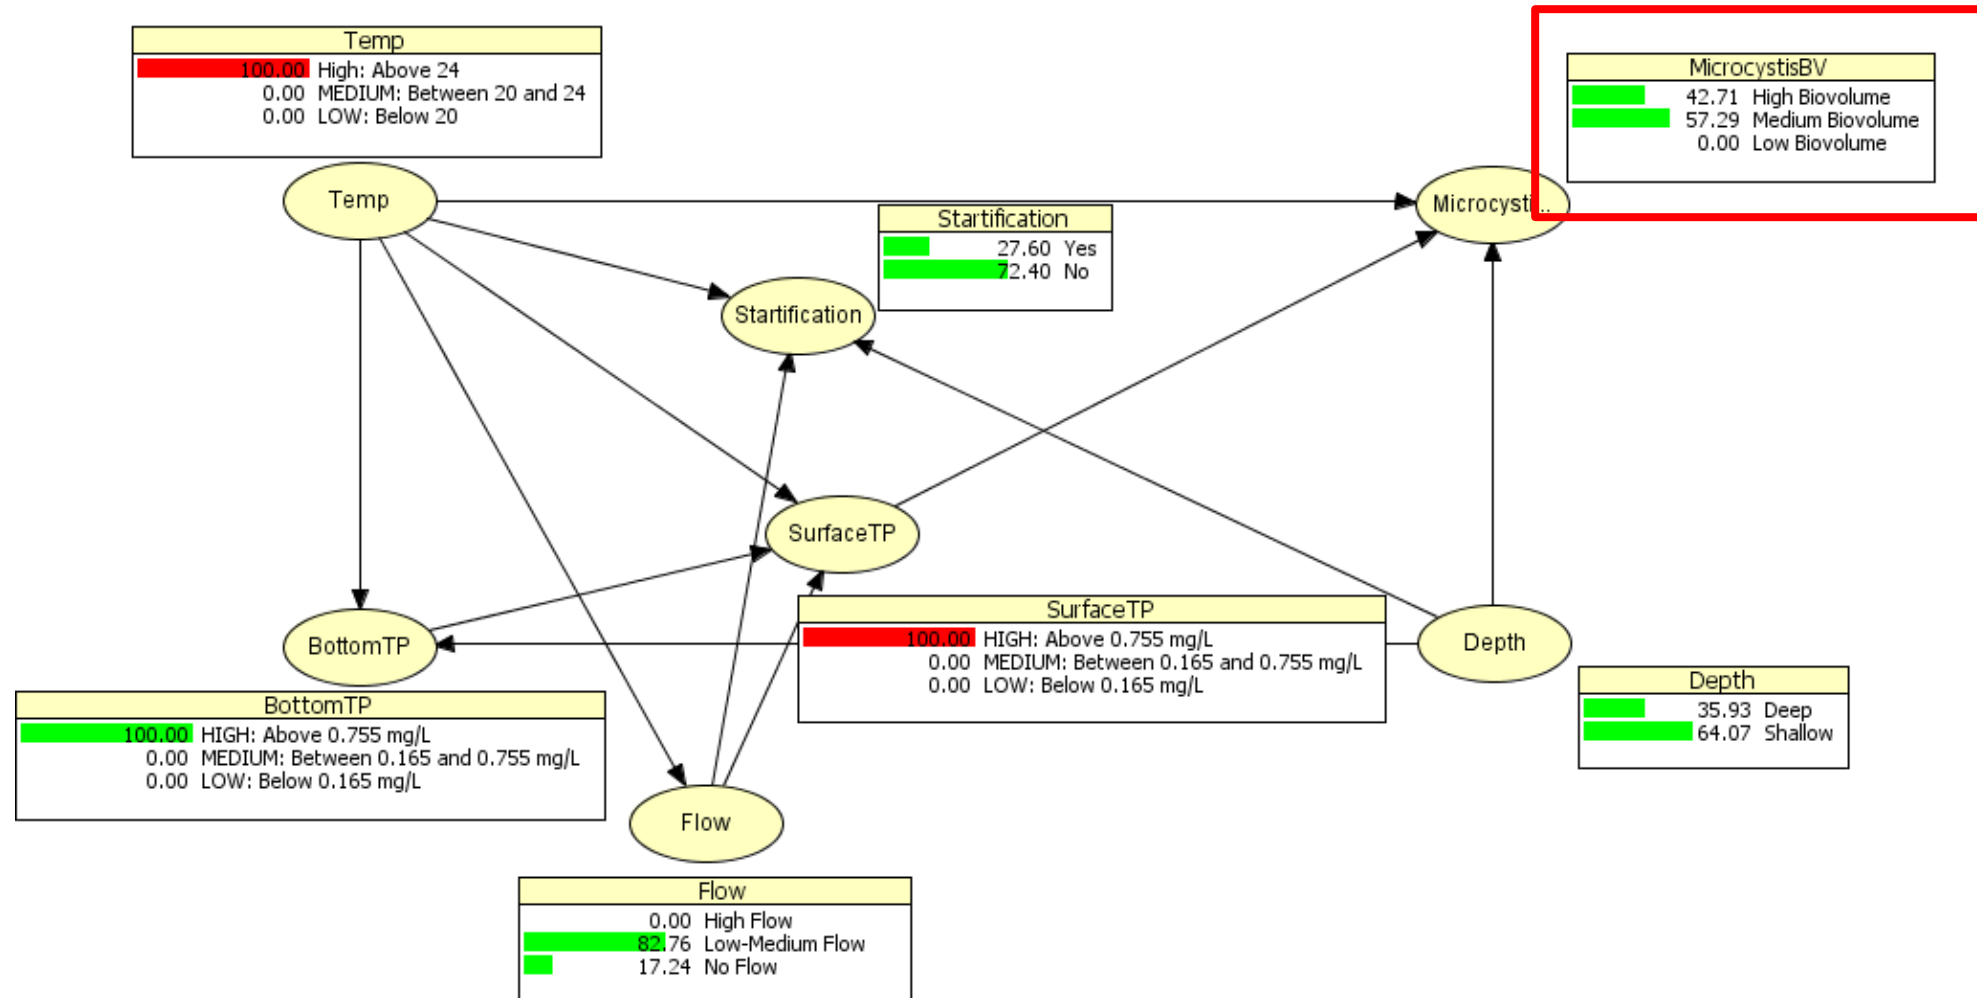 Temp
100.00 High: Above 24
0.00 MEDIUM: Between 20 and 24
0.00 LOW: Below 20
MicrocystisBV
42.71 High Biovolume
57.29 Medium Biovolume
0.00 Low Biovolume
Temp
Microcysti...
Startification
27.60 Yes
72.40 No
Startification
SurfaceTP
SurfaceTP
100.00 HIGH: Above 0.755 mg/L
0.00 MEDIUM: Between 0.165 and 0.755 mg/L
0.00 LOW: Below 0.165 mg/L
BottomTP
Depth
BottomTP
100.00 HIGH: Above 0.755 mg/L
0.00 MEDIUM: Between 0.165 and 0.755 mg/L
0.00 LOW: Below 0.165 mg/L
Depth
35.93 Deep
64.07 Shallow
Flow
Flow
0.00 High Flow
82.76 Low-Medium Flow
17.24 No Flow